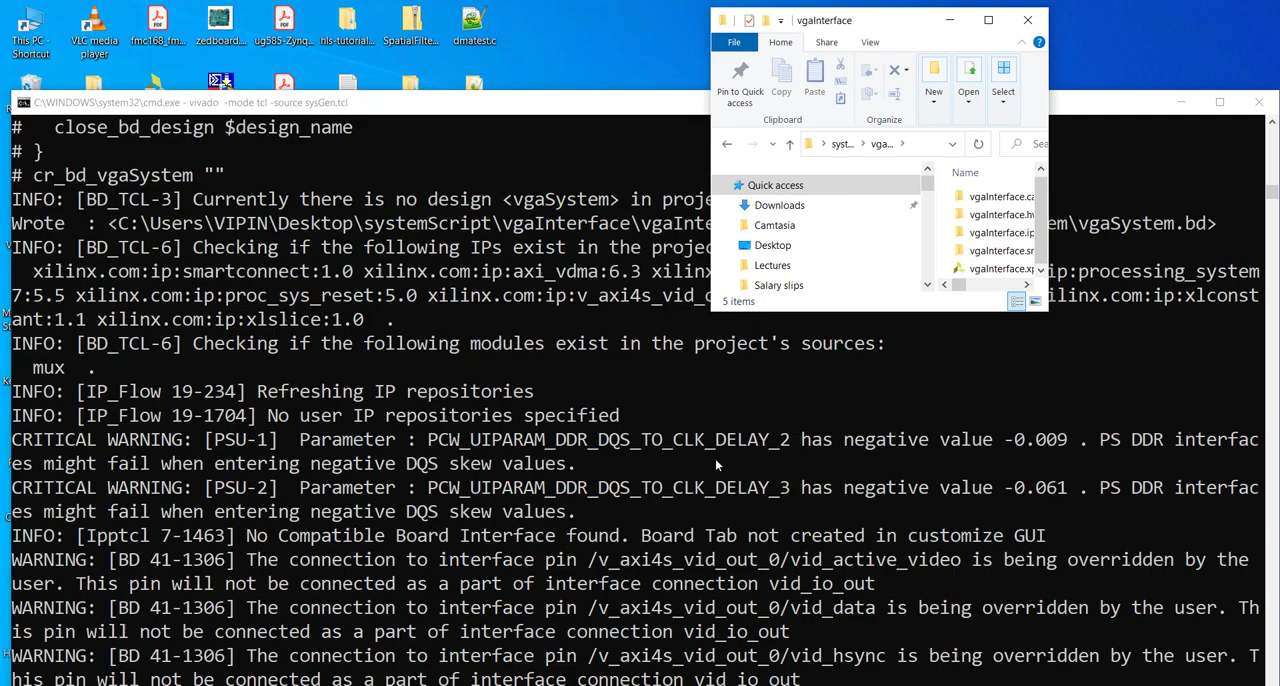 This PC - Shortcut
VLC media player
fmc168_fm...
zedboard...
ug585-Zynq...
hls-tutorial...
SpatialFilte...
dmatest.c
C:\WINDOWS\system32\cmd.exe - vivado -mode tcl -source sysGen.tcl
vgaInterface
File
Home
Share
View
Pin to Quick access
Copy
Paste
New
Open
Select
Clipboard
Organize
syst...
vga...
Sea
Quick access
Downloads
Camtasia
Desktop
Lectures
Salary slips
5 items
Name
vgaInterface.ca
vgaInterface.hv
vgaInterface.ip
vgaInterface.sr
vgaInterface.xp
#   close_bd_design $design_name
# }
# cr_bd_vgaSystem ""
INFO: [BD_TCL-3] Currently there is no design <vgaSystem> in proje
Wrote  : <C:\Users\VIPIN\Desktop\systemScript\vgaInterface\vgaInte em\vgaSystem.bd>
INFO: [BD_TCL-6] Checking if the following IPs exist in the projec
xilinx.com:ip:smartconnect:1.0 xilinx.com:ip:axi_vdma:6.3 xilinx ip:processing_system
7:5.5 xilinx.com:ip:proc_sys_reset:5.0 xilinx.com:ip:v_axi4s_vid_o ilinx.com:ip:xlconst
ant:1.1 xilinx.com:ip:xlslice:1.0  .
INFO: [BD_TCL-6] Checking if the following modules exist in the project's sources:
mux  .
INFO: [IP_Flow 19-234] Refreshing IP repositories
INFO: [IP_Flow 19-1704] No user IP repositories specified
CRITICAL WARNING: [PSU-1]  Parameter : PCW_UIPARAM_DDR_DQS_TO_CLK_DELAY_2 has negative value -0.009 . PS DDR interfac
es might fail when entering negative DQS skew values.
CRITICAL WARNING: [PSU-2]  Parameter : PCW_UIPARAM_DDR_DQS_TO_CLK_DELAY_3 has negative value -0.061 . PS DDR interfac
es might fail when entering negative DQS skew values.
INFO: [Ipptcl 7-1463] No Compatible Board Interface found. Board Tab not created in customize GUI
WARNING: [BD 41-1306] The connection to interface pin /v_axi4s_vid_out_0/vid_active_video is being overridden by the
user. This pin will not be connected as a part of interface connection vid_io_out
WARNING: [BD 41-1306] The connection to interface pin /v_axi4s_vid_out_0/vid_data is being overridden by the user. Th
is pin will not be connected as a part of interface connection vid_io_out
WARNING: [BD 41-1306] The connection to interface pin /v_axi4s_vid_out_0/vid_hsync is being overridden by the user. T
his pin will not be connected as a part of interface connection vid_io_out